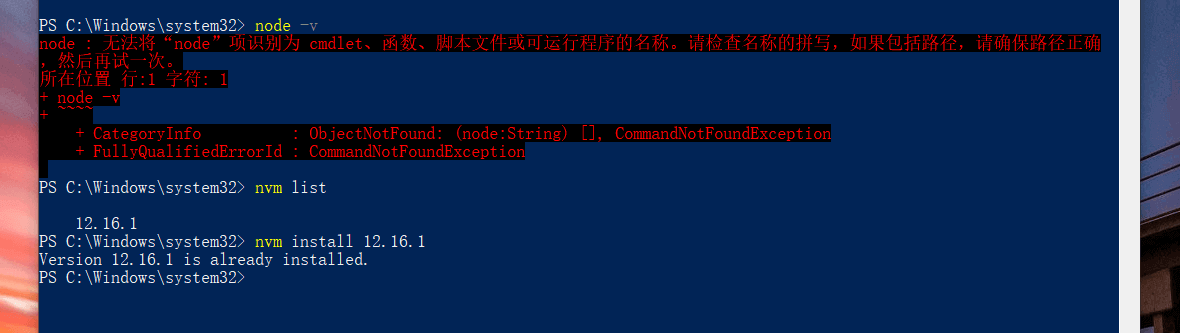 PS C:\Windows\system32> node -v
node : 无法将“node”项识别为 cmdlet、函数、脚本文件或可运行程序的名称。请检查名称的拼写，如果包括路径，请确保路径正确
，然后再试一次。
所在位置 行:1 字符: 1
+ node -v
+ ~~~~
    + CategoryInfo          : ObjectNotFound: (node:String) [], CommandNotFoundException
    + FullyQualifiedErrorId : CommandNotFoundException
PS C:\Windows\system32> nvm list
    12.16.1
PS C:\Windows\system32> nvm install 12.16.1
Version 12.16.1 is already installed.
PS C:\Windows\system32>